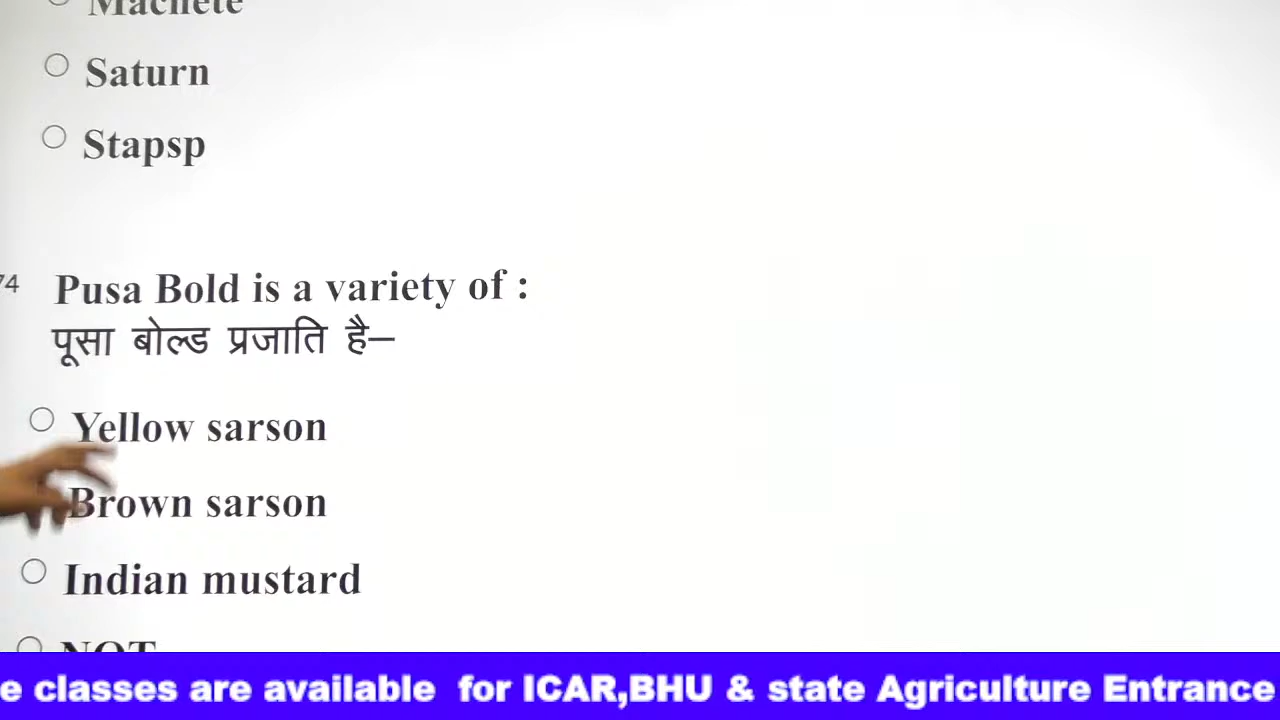 Machete
Saturn
Stapsp
74 Pusa Bold is a variety of :
पूसा बोल्ड प्रजाति है–
Yellow sarson
Brown sarson
Indian mustard
NOT
e classes are available for ICAR,BHU & state Agriculture Entrance